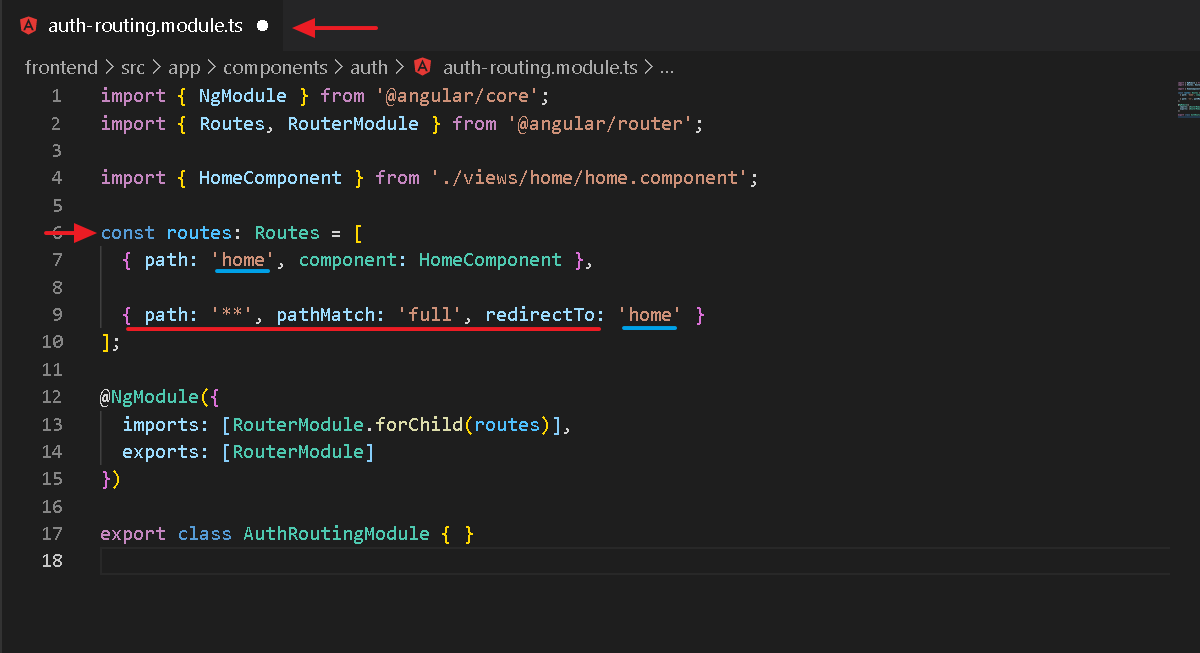 auth-routing.module.ts
frontend > src > app > components > auth > auth-routing.module.ts > ...
1 import { NgModule } from '@angular/core';
2 import { Routes, RouterModule } from '@angular/router';
3
4 import { HomeComponent } from './views/home/home.component';
5
6 const routes: Routes = [
7   { path: 'home', component: HomeComponent },
8
9   { path: '**', pathMatch: 'full', redirectTo: 'home' }
10 ];
11
12 @NgModule({
13   imports: [RouterModule.forChild(routes)],
14   exports: [RouterModule]
15 })
16
17 export class AuthRoutingModule { }
18